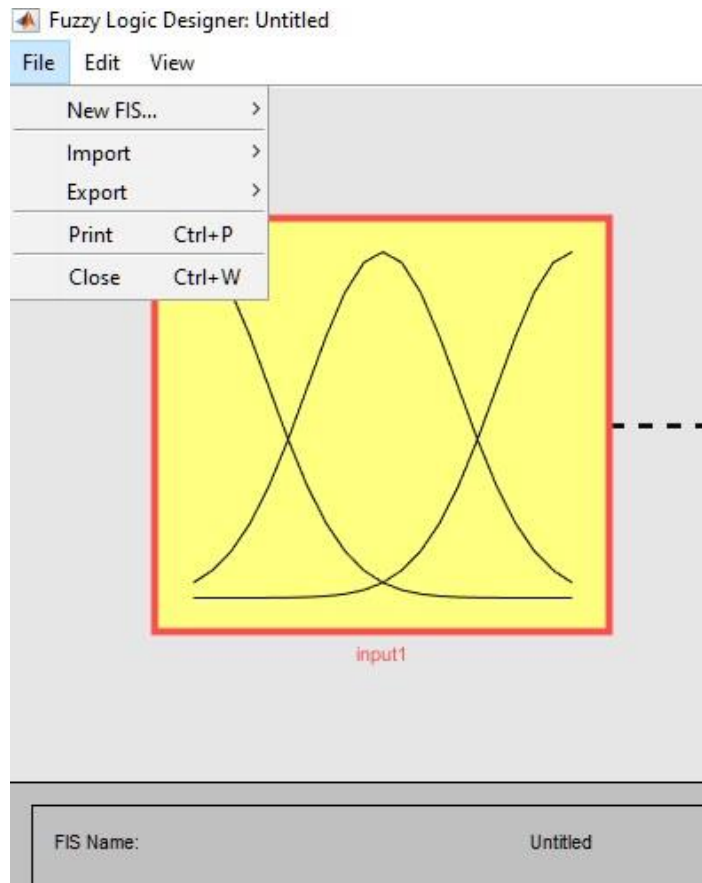 Fuzzy Logic Designer: Untitled
File Edit View
New FIS... >
Import >
Export >
Print Ctrl+P
Close Ctrl+W
input1
FIS Name: Untitled